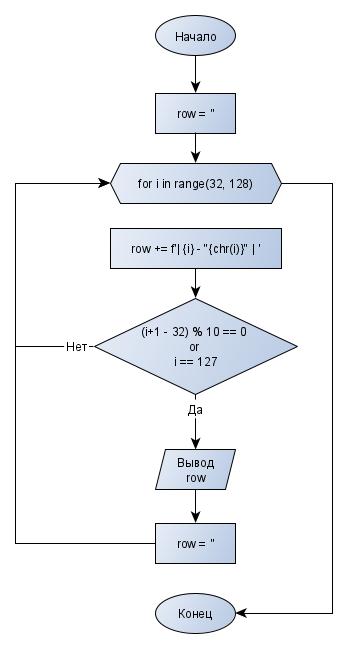 Начало
row = ''
for i in range(32, 128)
row += f'| {i} - "{chr(i)}" | '
(i+1 - 32) % 10 == 0
or
i == 127
Нет
Да
Вывод
row
row = ''
Конец